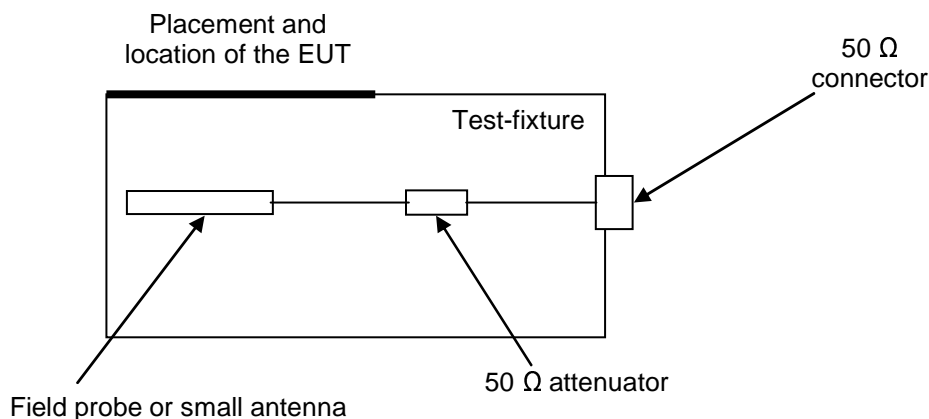 Placement and
location of the EUT
50 Ω
connector
Test-fixture
50 Ω attenuator
Field probe or small antenna